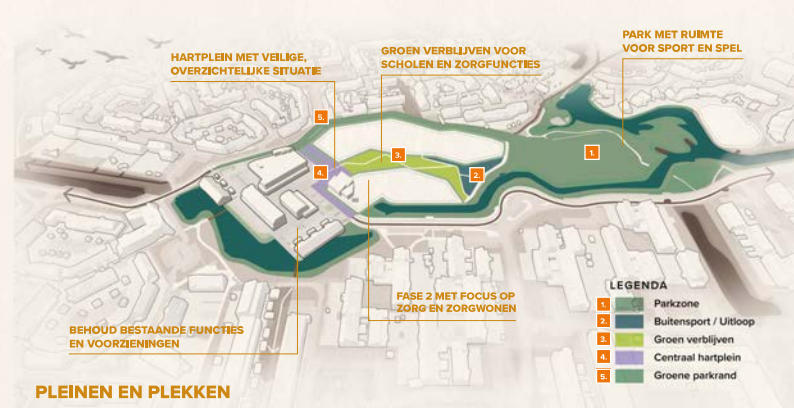 PARK MET RUIMTE
VOOR SPORT EN SPEL
GROEN VERBLIJVEN VOOR
SCHOLEN EN ZORGFUNCTIES
HARTPLEIN MET VEILIGE,
OVERZICHTELIJKE SITUATIE
5.
3.
1.
4.
2.
FASE 2 MET FOCUS OP
ZORG EN ZORGWONEN
BEHOUD BESTAANDE FUNCTIES
EN VOORZIENINGEN
LEGENDA
1. Parkzone
2. Buitensport / Uitloop
3. Groen verblijven
4. Centraal hartplein
5. Groene parkrand
PLEINEN EN PLEKKEN